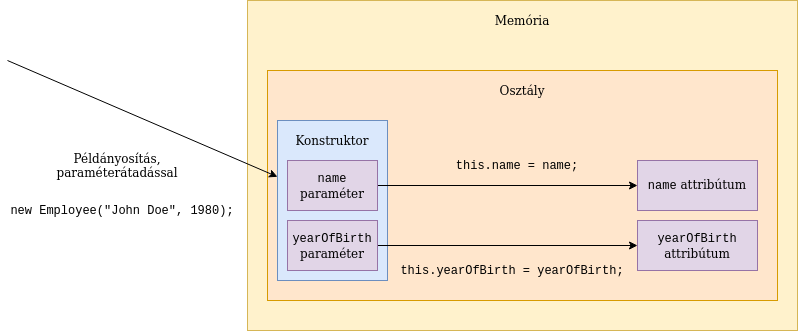 Memória
Osztály
Konstruktor
Példányosítás,
paraméterátadással
new Employee("John Doe", 1980);
name
paraméter
this.name = name;
name attribútum
yearOfBirth
paraméter
this.yearOfBirth = yearOfBirth;
yearOfBirth
attribútum